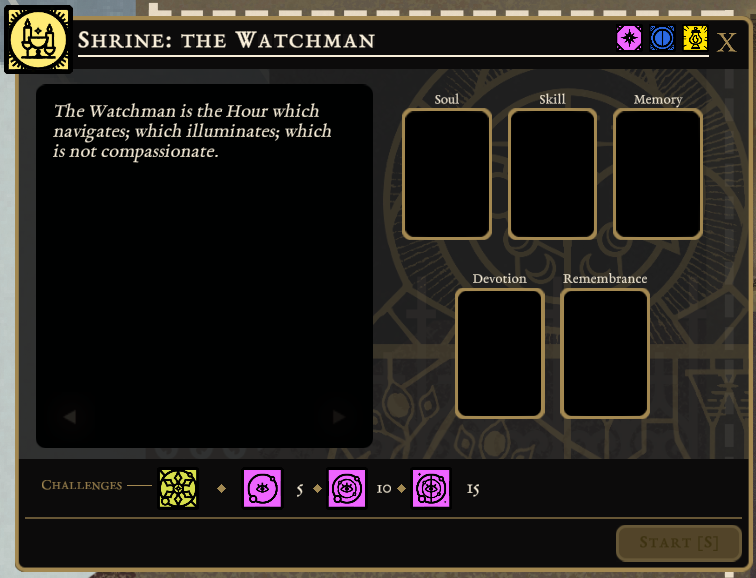 Shrine: the Watchman
X
The Watchman is the Hour which
navigates; which illuminates; which
is not compassionate.
Soul
Skill
Memory
Devotion
Remembrance
Challenges
5
10
15
Start [S]